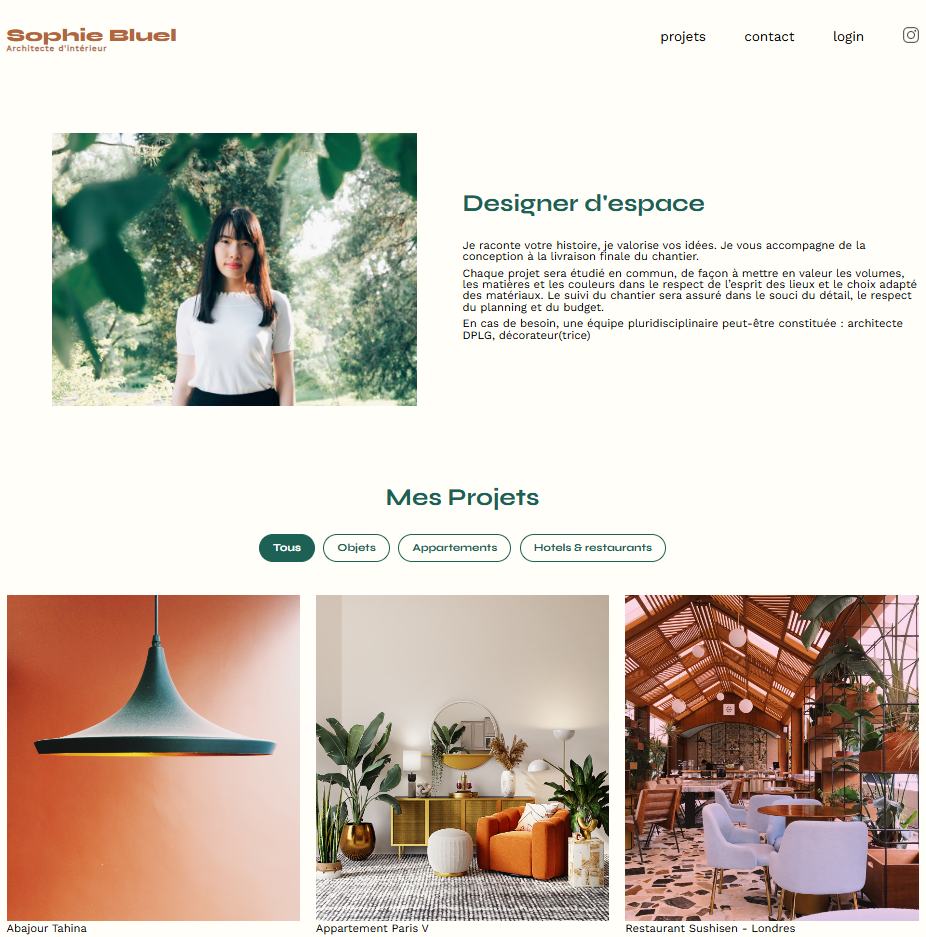 Sophie Bluel
Architecte d'intérieur
projets
contact
login
Designer d'espace
Je raconte votre histoire, je valorise vos idées. Je vous accompagne de la
conception à la livraison finale du chantier.
Chaque projet sera étudié en commun, de façon à mettre en valeur les volumes,
les matières et les couleurs dans le respect de l'esprit des lieux et le choix adapté
des matériaux. Le suivi du chantier sera assuré dans le souci du détail, le respect
du planning et du budget.
En cas de besoin, une équipe pluridisciplinaire peut-être constituée : architecte
DPLG, décorateur(trice)
Mes Projets
Tous
Objets
Appartements
Hotels & restaurants
Abajour Tahina
Appartement Paris V
Restaurant Sushisen - Londres